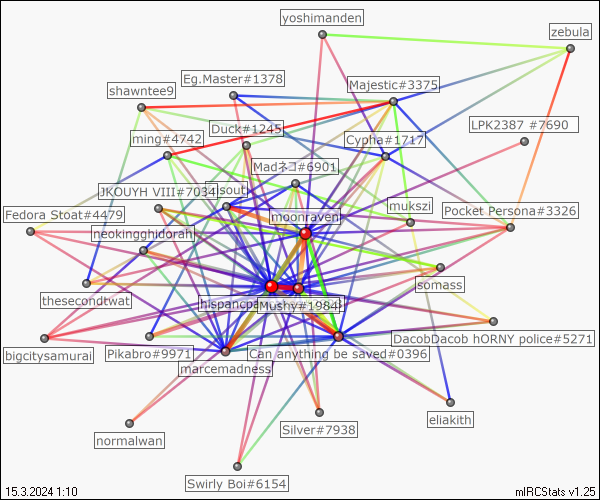 yoshimanden
zebula
Eg.Master#1378
Majestic#3375
shawntee9
Duck#1245
LPK2387 #7690
ming#4742
Cypha#1717
Madネコ#6901
JKOUYH VIII#7034
sout
mukszi
Fedora Stoat#4479
moonraven
Pocket Persona#3326
neokingghidorah
somass
thesecondtwat
Mushy#1984
DacobDacob hORNY police#5271
bigcitysamurai
Pikabro#9971
Can anything be saved#0396
marcemadness
eliakith
normalwan
Silver#7938
Swirly Boi#6154
15.3.2024 1:10
mIRCStats v1.25